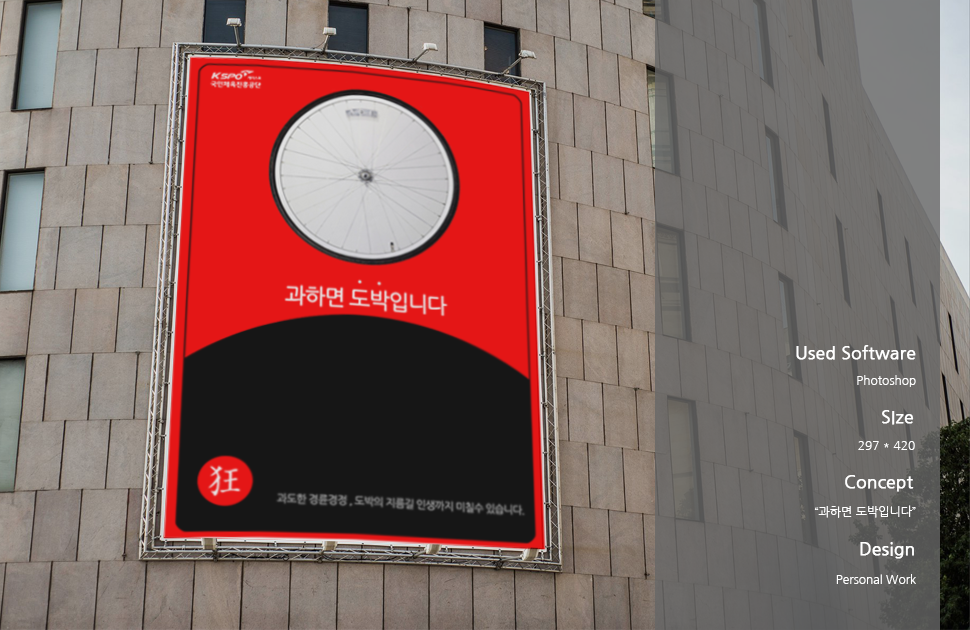 KSPO
국민체육진흥공단
과하면 도박입니다
狂
과도한 경륜경정, 도박의 지름길 인생까지 미칠수 있습니다.
Used Software
Photoshop
SIze
297 * 420
Concept
“과하면 도박입니다”
Design
Personal Work